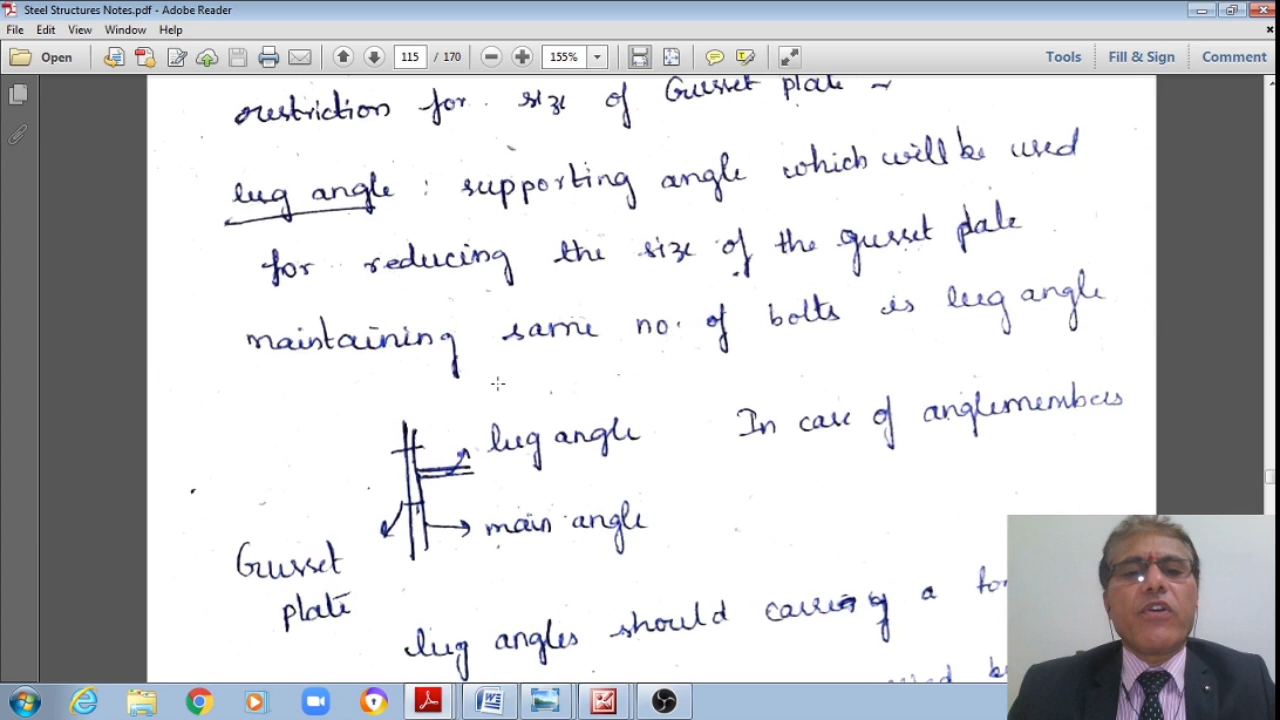 Steel Structures Notes.pdf - Adobe Reader
File Edit View Window Help
Open 115 / 170 155% Tools Fill & Sign Comment
restriction for size of Gusset plate
lug angle : supporting angle which will be used
for reducing the size of the gusset plate
maintaining same no. of bolts is lug angle
lug angle In case of angle members
main angle
Gusset
plate
lug angles should carrying a